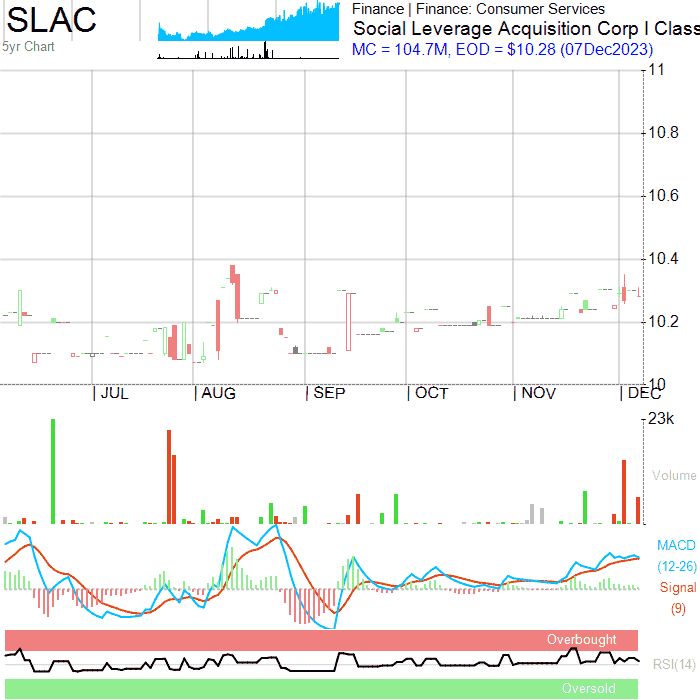 SLAC
5yr Chart
Finance | Finance: Consumer Services
Social Leverage Acquisition Corp I Class
MC = 104.7M, EOD = $10.28 (07Dec2023)
11
10.8
10.6
10.4
10.2
10
JUL
AUG
SEP
OCT
NOV
DEC
23k
Volume
MACD
(12-26)
Signal
(9)
Overbought
RSI(14)
Oversold